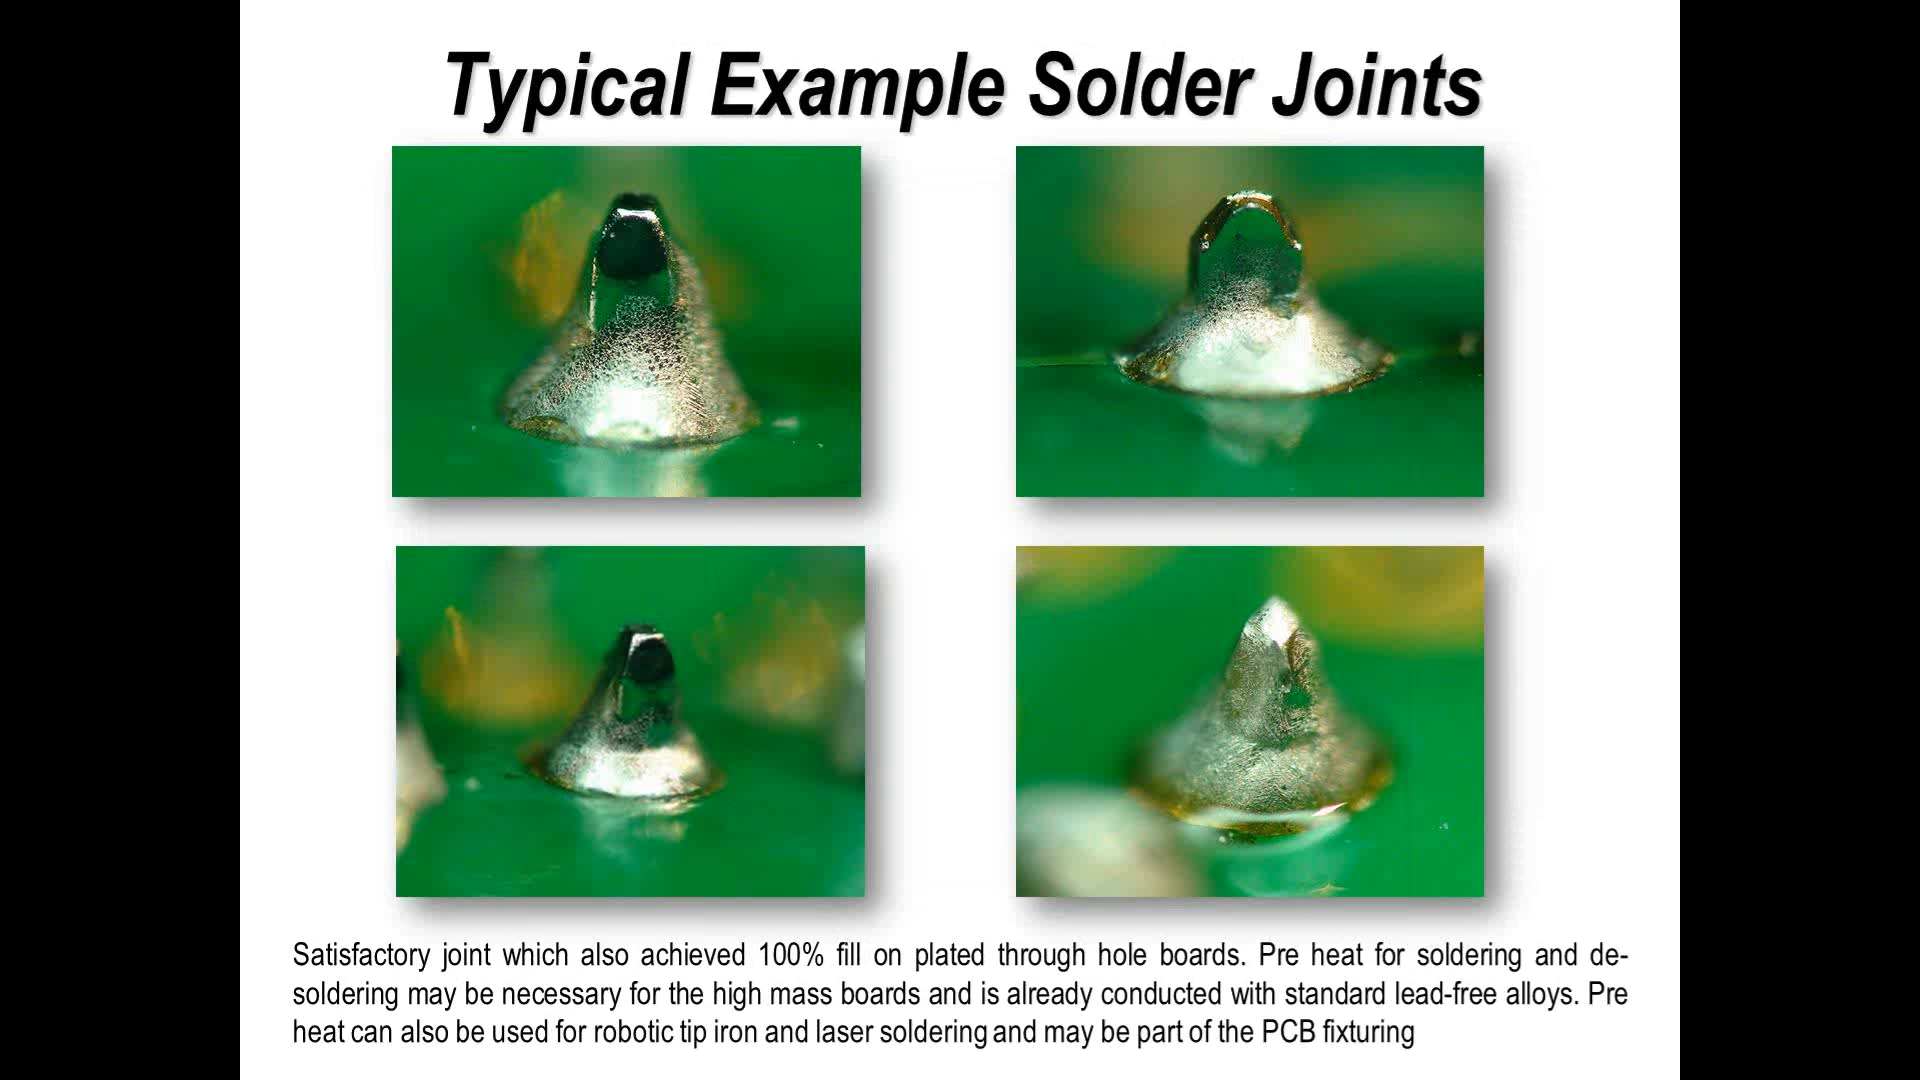 Typical Example Solder Joints
Satisfactory joint which also achieved 100% fill on plated through hole boards. Pre heat for soldering and de-
soldering may be necessary for the high mass boards and is already conducted with standard lead-free alloys. Pre
heat can also be used for robotic tip iron and laser soldering and may be part of the PCB fixturing